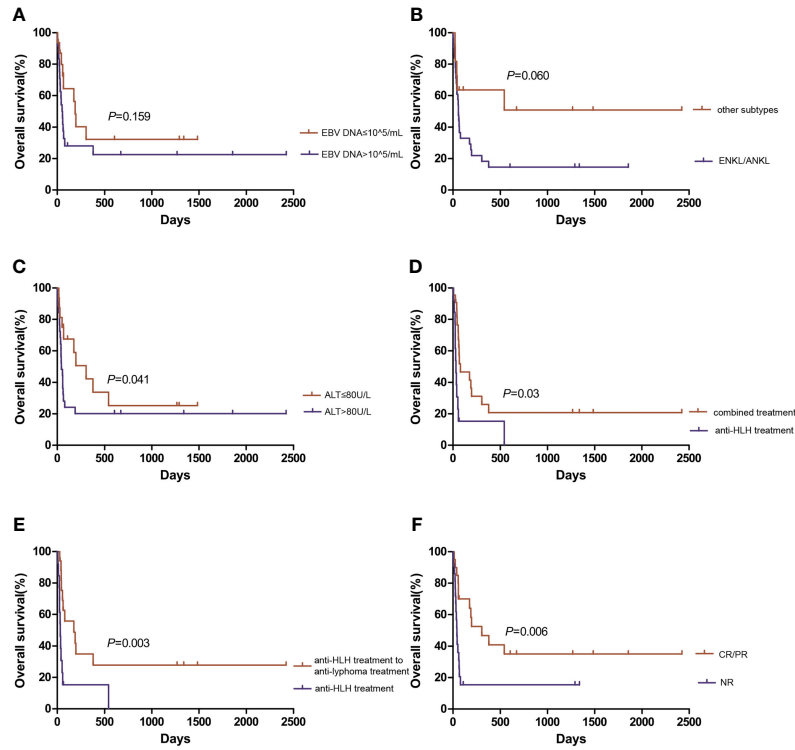 A
Overall survival(%)
100
80
60
40
20
0
P=0.159
EBV DNA≤10^5/mL
EBV DNA>10^5/mL
0 500 1000 1500 2000 2500
Days
B
Overall survival(%)
100
80
60
40
20
0
P=0.060
other subtypes
ENKL/ANKL
0 500 1000 1500 2000 2500
Days
C
Overall survival(%)
100
80
60
40
20
0
P=0.041
ALT≤80U/L
ALT>80U/L
0 500 1000 1500 2000 2500
Days
D
Overall survival(%)
100
80
60
40
20
0
P=0.03
combined treatment
anti-HLH treatment
0 500 1000 1500 2000 2500
Days
E
Overall survival(%)
100
80
60
40
20
0
P=0.003
anti-HLH treatment to
anti-lyphoma treatment
anti-HLH treatment
0 500 1000 1500 2000 2500
Days
F
Overall survival(%)
100
80
60
40
20
0
P=0.006
CR/PR
NR
0 500 1000 1500 2000 2500
Days